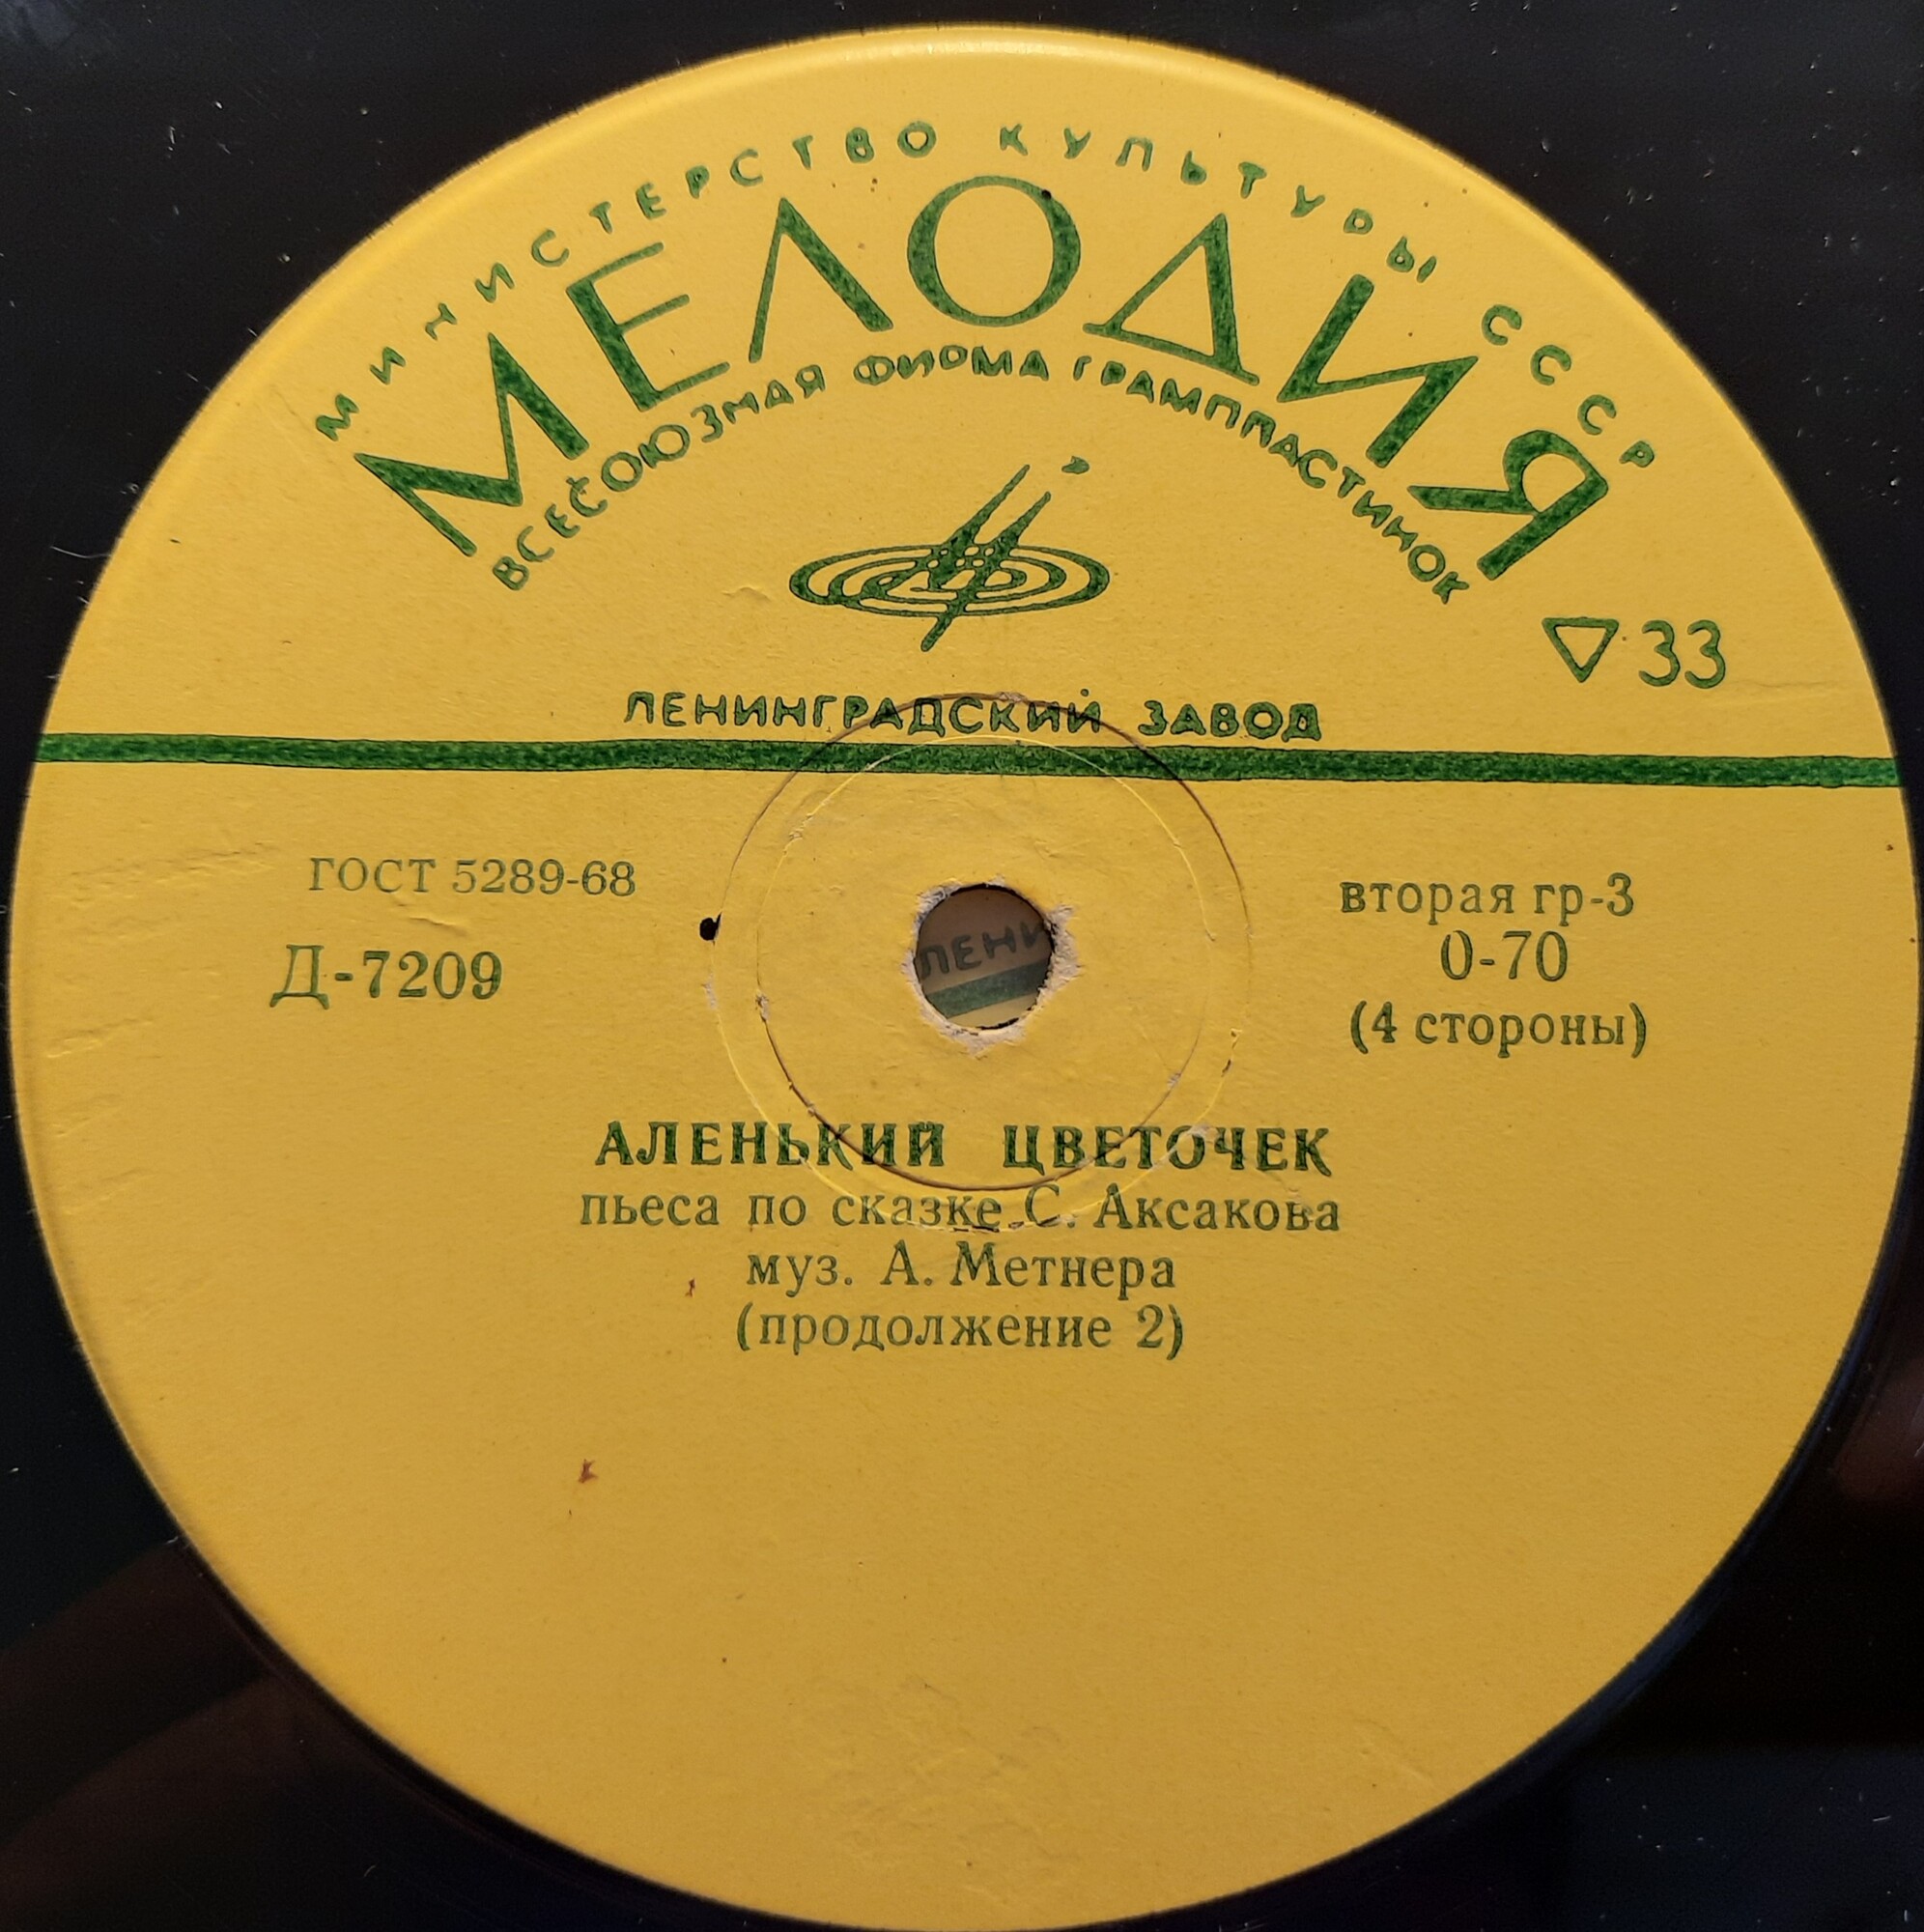 МИНИСТЕРСТВО КУЛЬТУРЫ СССР
МЕЛОДИЯ
ВСЕСОЮЗНАЯ ФИРМА ГРАМПЛАСТИНОК
33
ЛЕНИНГРАДСКИЙ ЗАВОД
ГОСТ 5289-68
Д-7209
вторая гр-3
0-70
(4 стороны)
ЛЕНИ
АЛЕНЬКИЙ ЦВЕТОЧЕК
пьеса по сказке С. Аксакова
муз. А. Метнера
(продолжение 2)